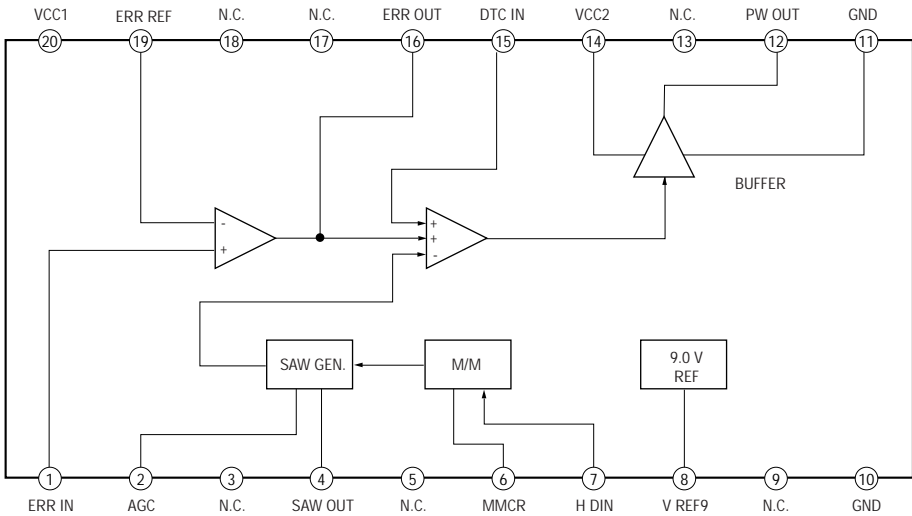 VCC1 ERR REF N.C. N.C. ERR OUT DTC IN VCC2 N.C. PW OUT GND
20 19 18 17 16 15 14 13 12 11
BUFFER
-
+
+
+
-
SAW GEN.
M/M
9.0 V
REF
1 2 3 4 5 6 7 8 9 10
ERR IN AGC N.C. SAW OUT N.C. MMCR H DIN V REF9 N.C. GND